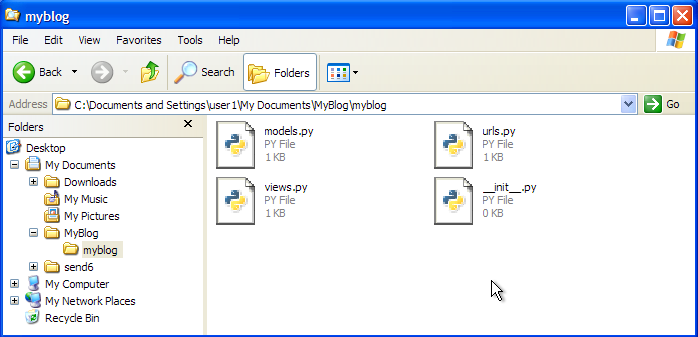 myblog
File Edit View Favorites Tools Help
Back Search Folders
Address C:\Documents and Settings\user1\My Documents\MyBlog\myblog Go
Folders
Desktop
My Documents
Downloads
My Music
My Pictures
MyBlog
myblog
send6
My Computer
My Network Places
Recycle Bin
models.py
PY File
1 KB
urls.py
PY File
1 KB
views.py
PY File
1 KB
__init__.py
PY File
0 KB